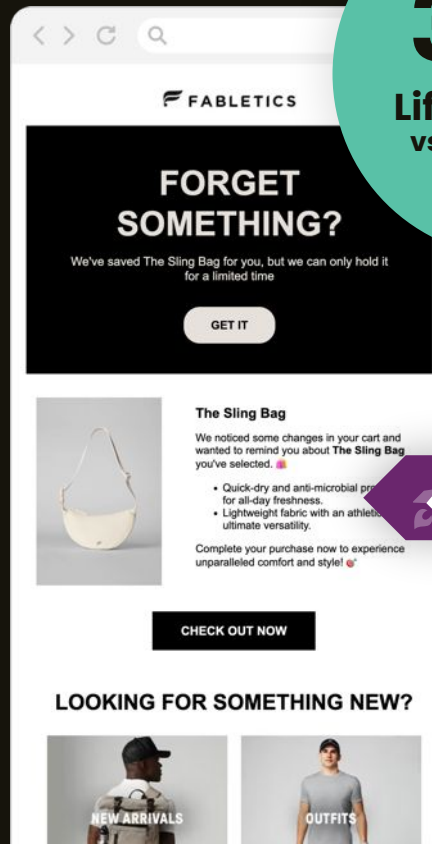 FABLETICS
Lif
vs
FORGET
SOMETHING?
We've saved The Sling Bag for you, but we can only hold it
for a limited time
GET IT
The Sling Bag
We noticed some changes in your cart and
wanted to remind you about The Sling Bag
you've selected.
• Quick-dry and anti-microbial
for all-day freshness.
• Lightweight fabric with an
ultimate versatility.
Complete your purchase now to experience
unparalleled comfort and style!
CHECK OUT NOW
LOOKING FOR SOMETHING NEW?
NEW ARRIVALS
OUTFITS